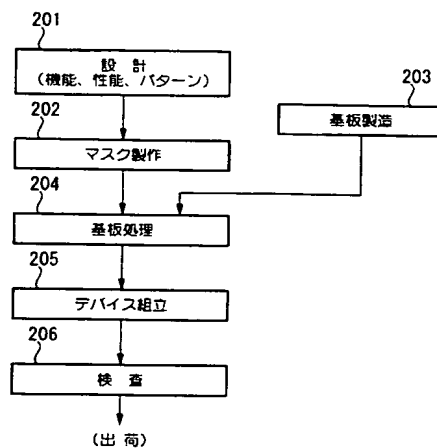 201
設 計
(機能、性能、パターン)
202
マスク製作
203
基板製造
204
基板処理
205
デバイス組立
206
検 査
(出 荷)